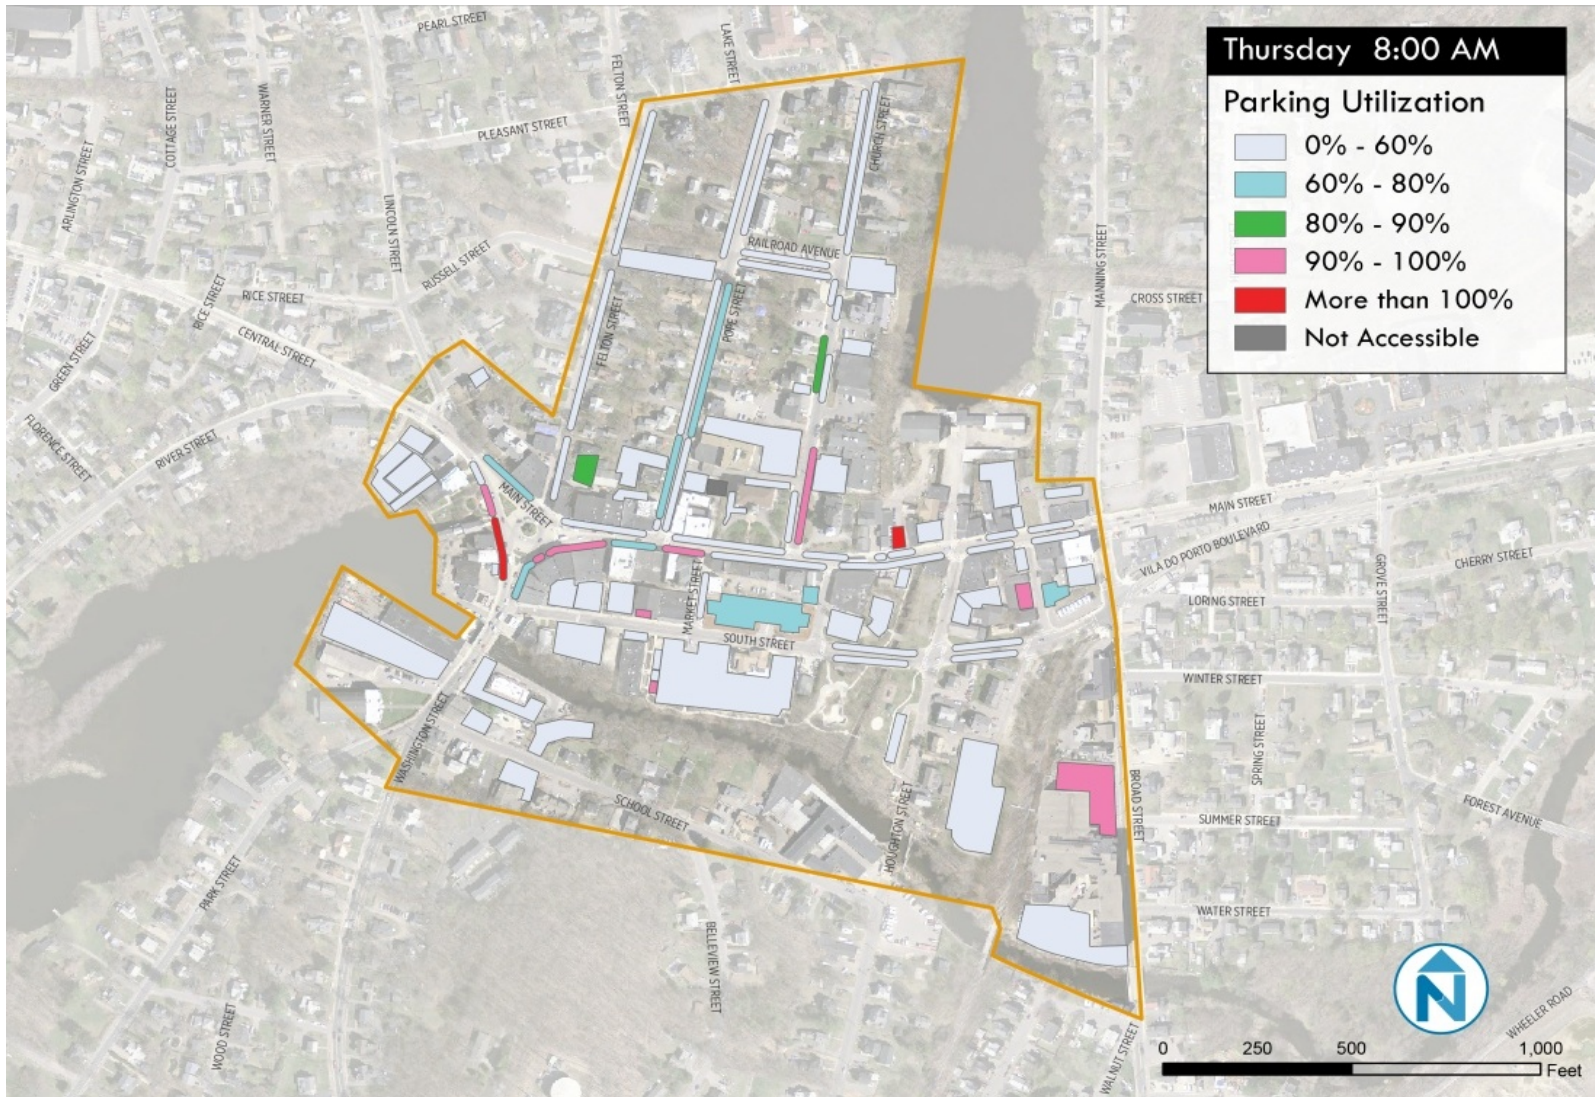 Thursday 8:00 AM
Parking Utilization
0% - 60%
60% - 80%
80% - 90%
90% - 100%
More than 100%
Not Accessible
PEARL STREET
LAKE STREET
FELTON STREET
WARNER STREET
COTTAGE STREET
PLEASANT STREET
CHURCH STREET
ARLINGTON STREET
LINCOLN STREET
RUSSELL STREET
RAILROAD AVENUE
MANNING STREET
RICE STREET
RICE STREET
CROSS STREET
POPE STREET
FELTON STREET
GREEN STREET
CENTRAL STREET
FLORENCE STREET
RIVER STREET
MAIN STREET
MAIN STREET
VILA DO PORTO BOULEVARD
CHERRY STREET
GROVE STREET
MARKET STREET
LORING STREET
SOUTH STREET
WINTER STREET
WASHINGTON STREET
SPRING STREET
SCHOOL STREET
HOUGHTON STREET
BROAD STREET
SUMMER STREET
FOREST AVENUE
PARK STREET
WATER STREET
BELLEVIEW STREET
WOOD STREET
WALNUT STREET
WHEELER ROAD
N
0 250 500 1,000
Feet